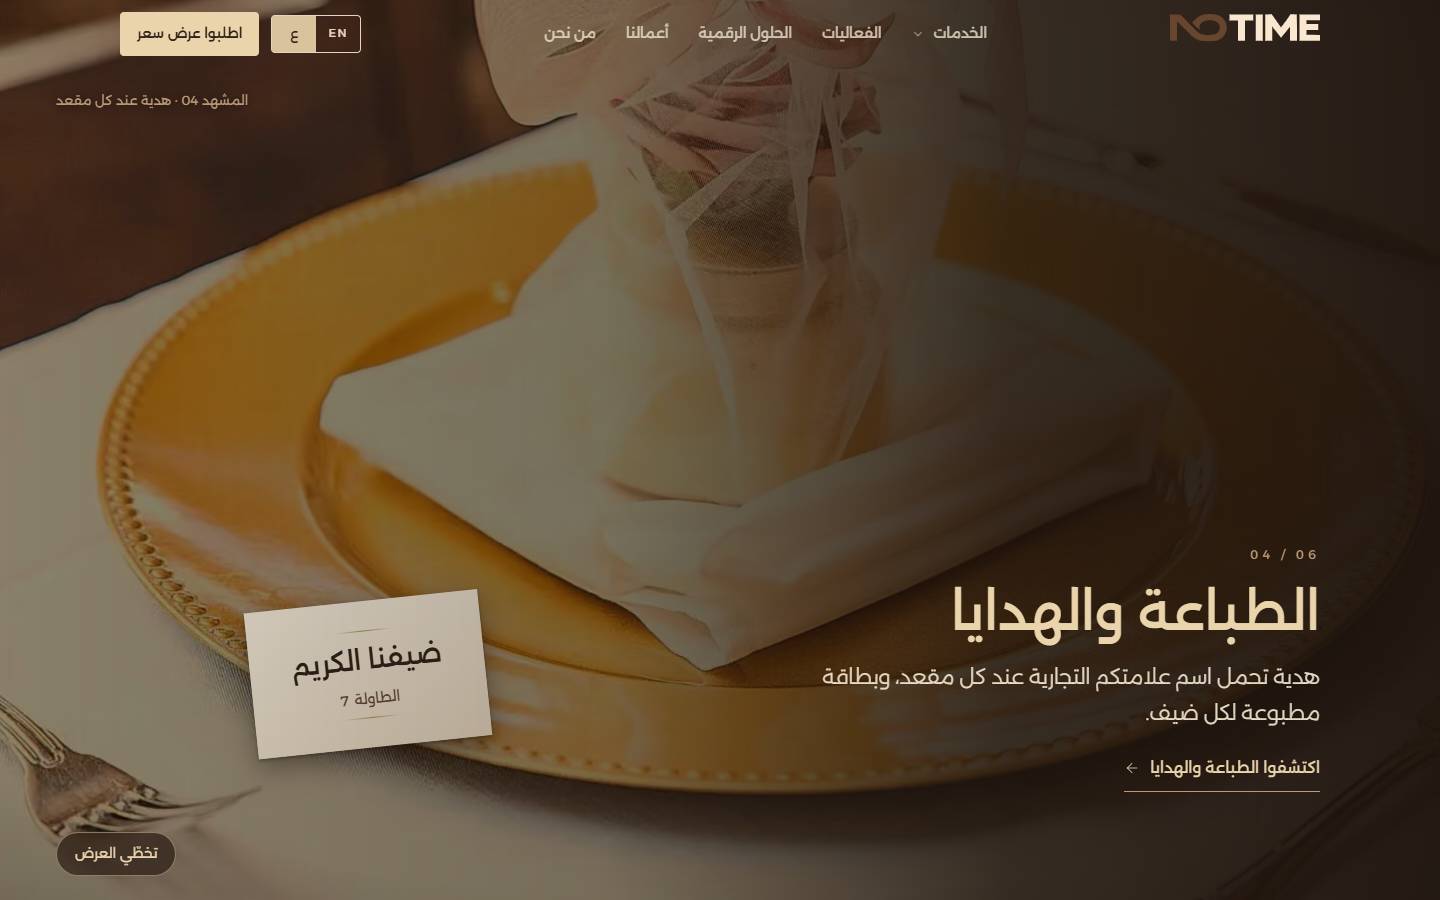 NOTIME
الخدمات
الفعاليات
الحلول الرقمية
أعمالنا
من نحن
EN
ع
اطلبوا عرض سعر
المشهد 04 · هدية عند كل مقعد
04 / 06
الطباعة والهدايا
هدية تحمل اسم علامتكم التجارية عند كل مقعد، وبطاقة
مطبوعة لكل ضيف.
اكتشفوا الطباعة والهدايا ←
ضيفنا الكريم
الطاولة 7
تخطّي العرض